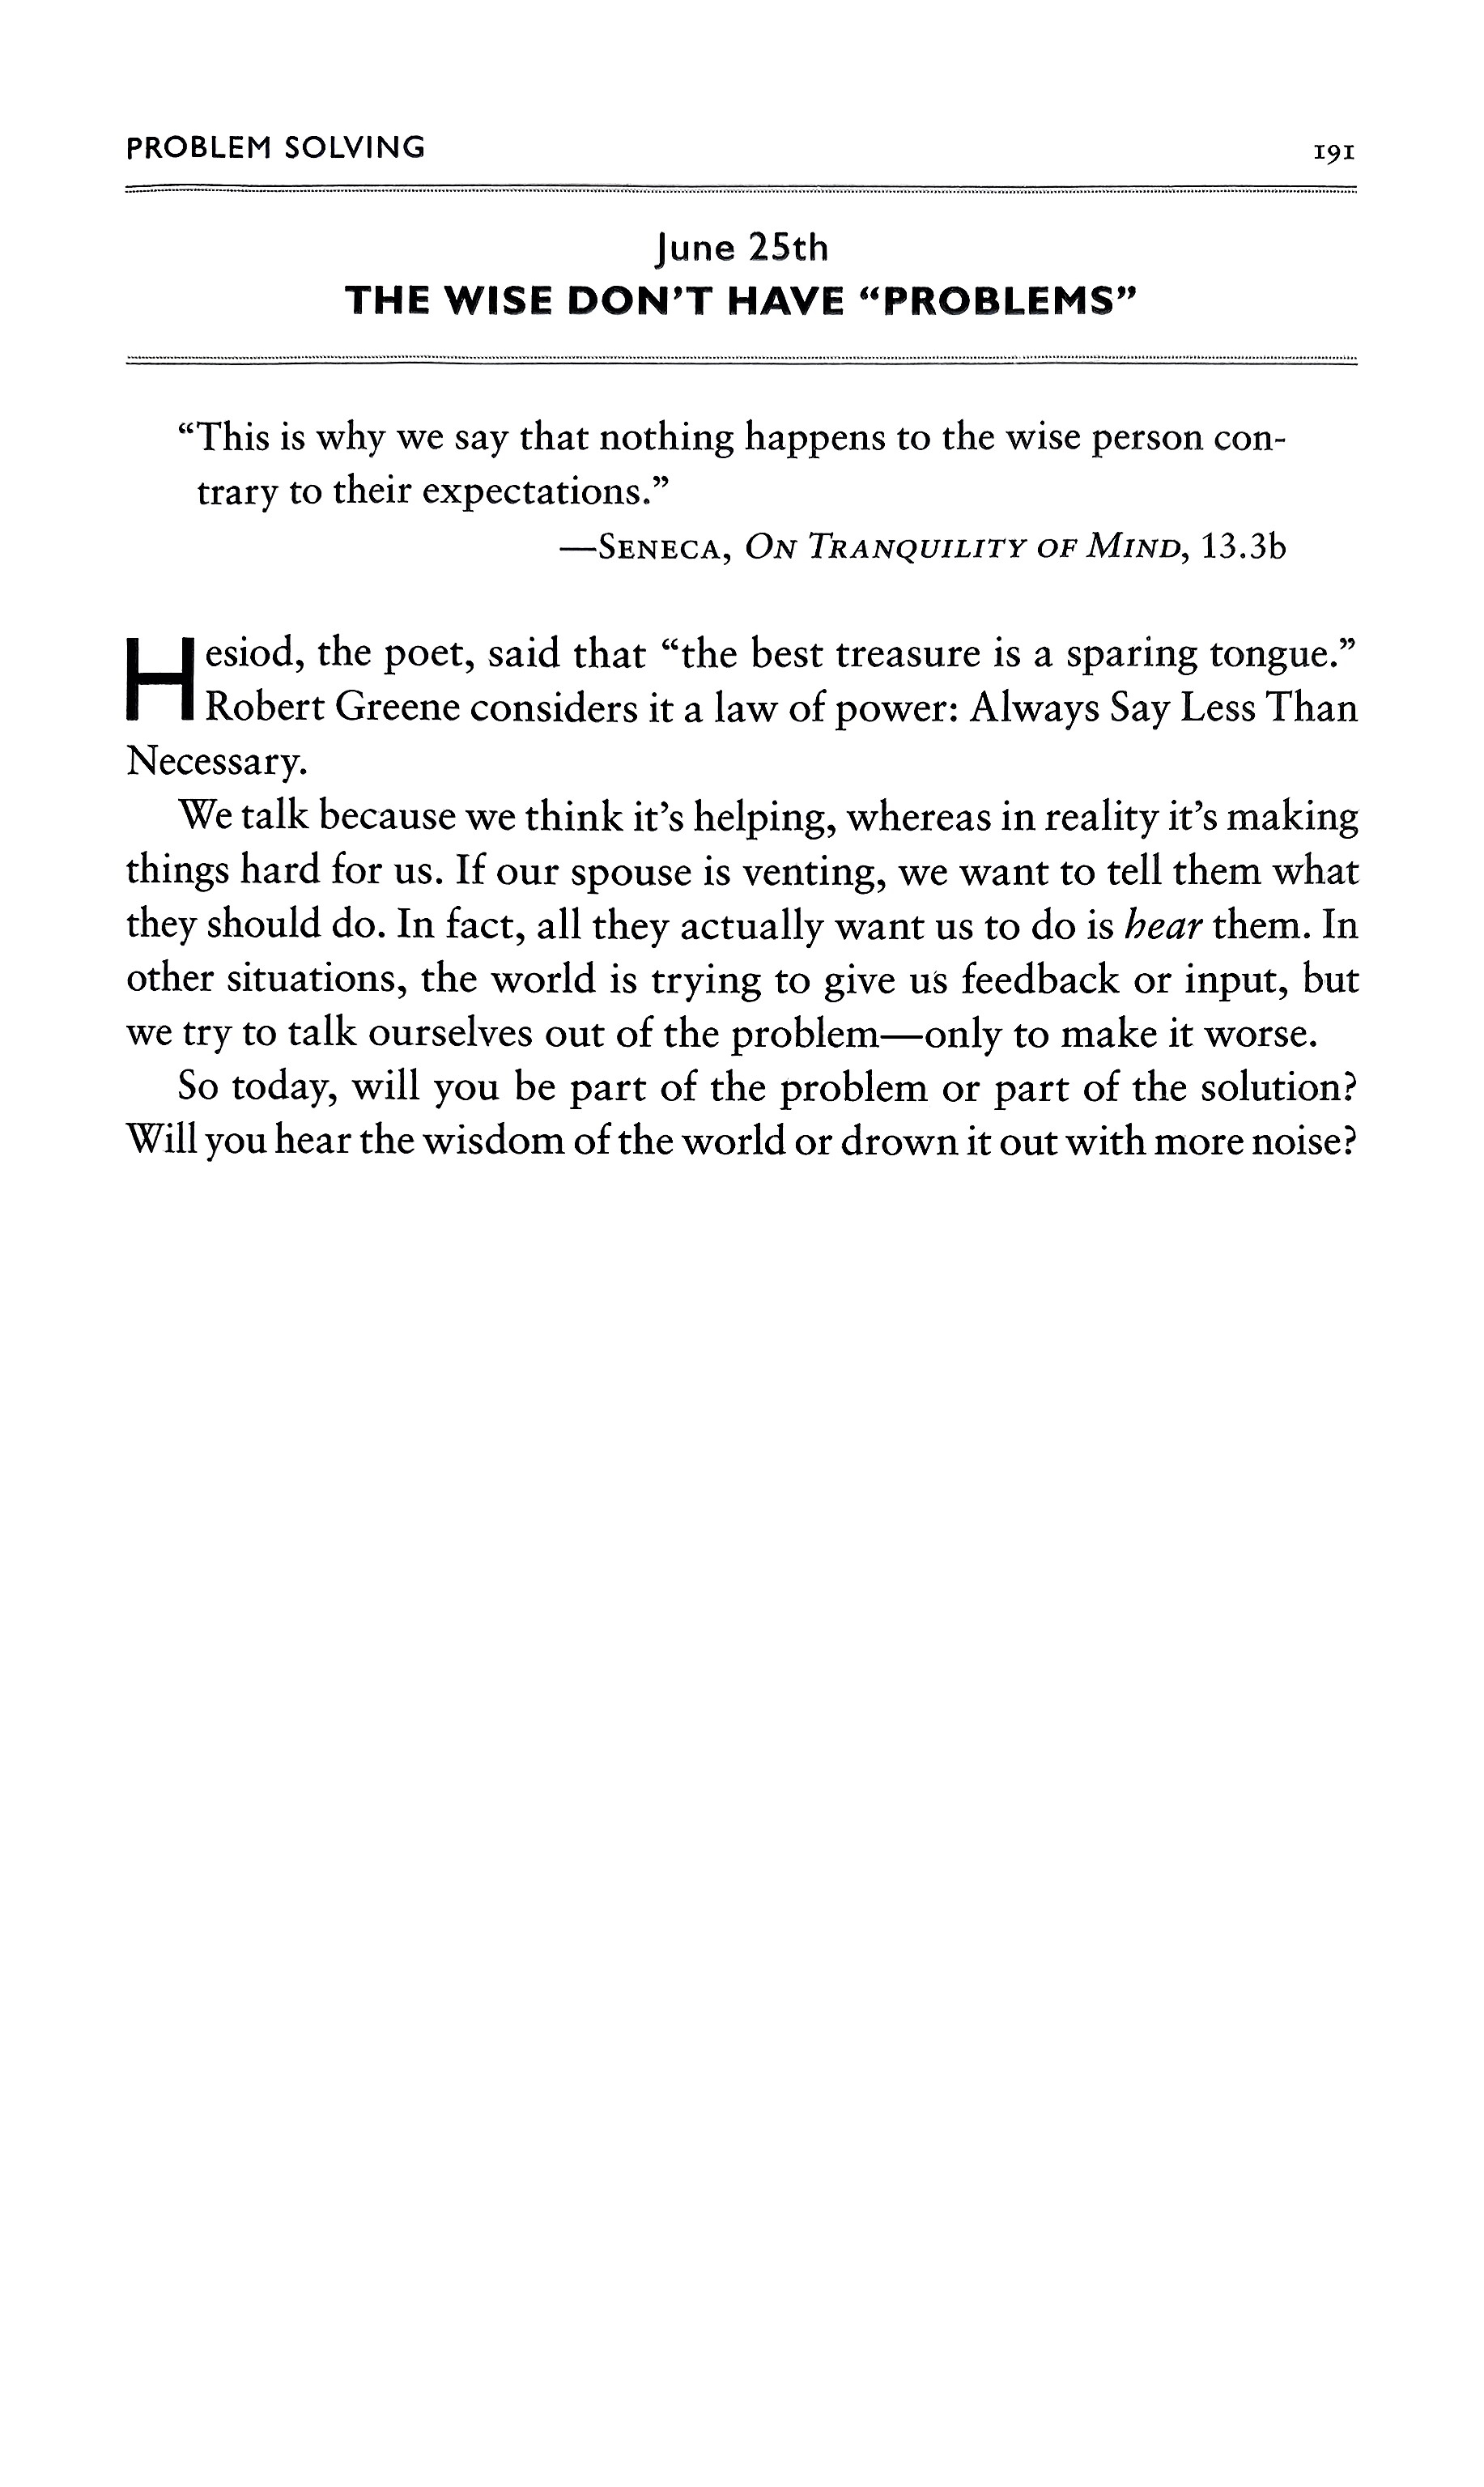 PROBLEM SOLVING 191
June 25th
THE WISE DON’T HAVE “PROBLEMS”
“This is why we say that nothing happens to the wise person con-
trary to their expectations.”
—SENECA, ON TRANQUILITY OF MIND, 13.3b
Hesiod, the poet, said that “the best treasure is a sparing tongue.”
Robert Greene considers it a law of power: Always Say Less Than
Necessary.
We talk because we think it’s helping, whereas in reality it’s making
things hard for us. If our spouse is venting, we want to tell them what
they should do. In fact, all they actually want us to do is hear them. In
other situations, the world is trying to give us feedback or input, but
we try to talk ourselves out of the problem—only to make it worse.
So today, will you be part of the problem or part of the solution?
Will you hear the wisdom of the world or drown it out with more noise?